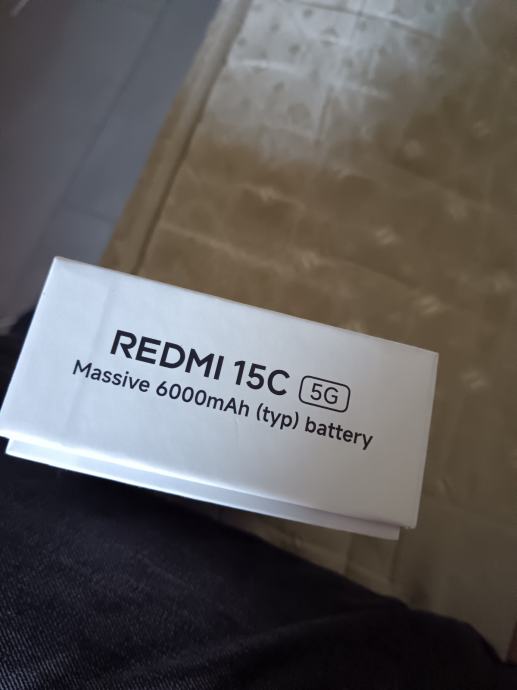 REDMI 15C 5G
Massive 6000mAh (typ) battery